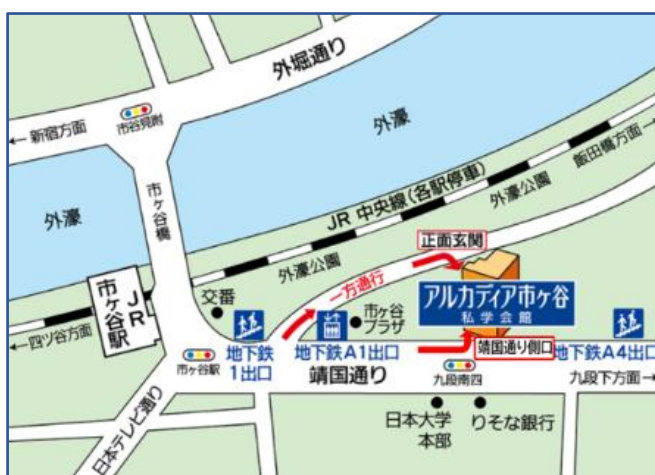 外堀通り
←新宿方面
市谷見附
外濠
飯田橋方面→
外濠公園
JR 中央線(各駅停車)
市ヶ谷橋
外濠
外濠公園
正面玄関
一方通行
アルカディア市ヶ谷
私学会館
JR
市ヶ谷駅
交番
市ヶ谷
プラザ
←四ツ谷方面
地下鉄
1出口
地下鉄A1出口
靖国通り側口
地下鉄A4出口
市ヶ谷駅
靖国通り
九段南四
九段下方面→
日本テレビ通り
日本大学
本部
りそな銀行